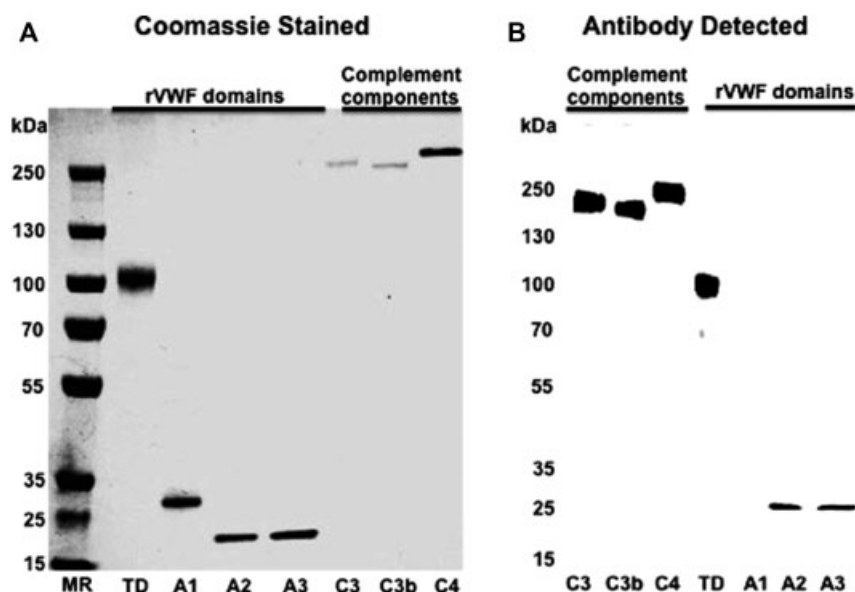 A Coomassie Stained
rVWF domains
Complement
components
kDa
250
130
100
70
55
35
25
15
MR TD A1 A2 A3 C3 C3b C4
B Antibody Detected
Complement
components
rVWF domains
kDa
250
130
100
70
55
35
25
15
C3 C3b C4 TD A1 A2 A3